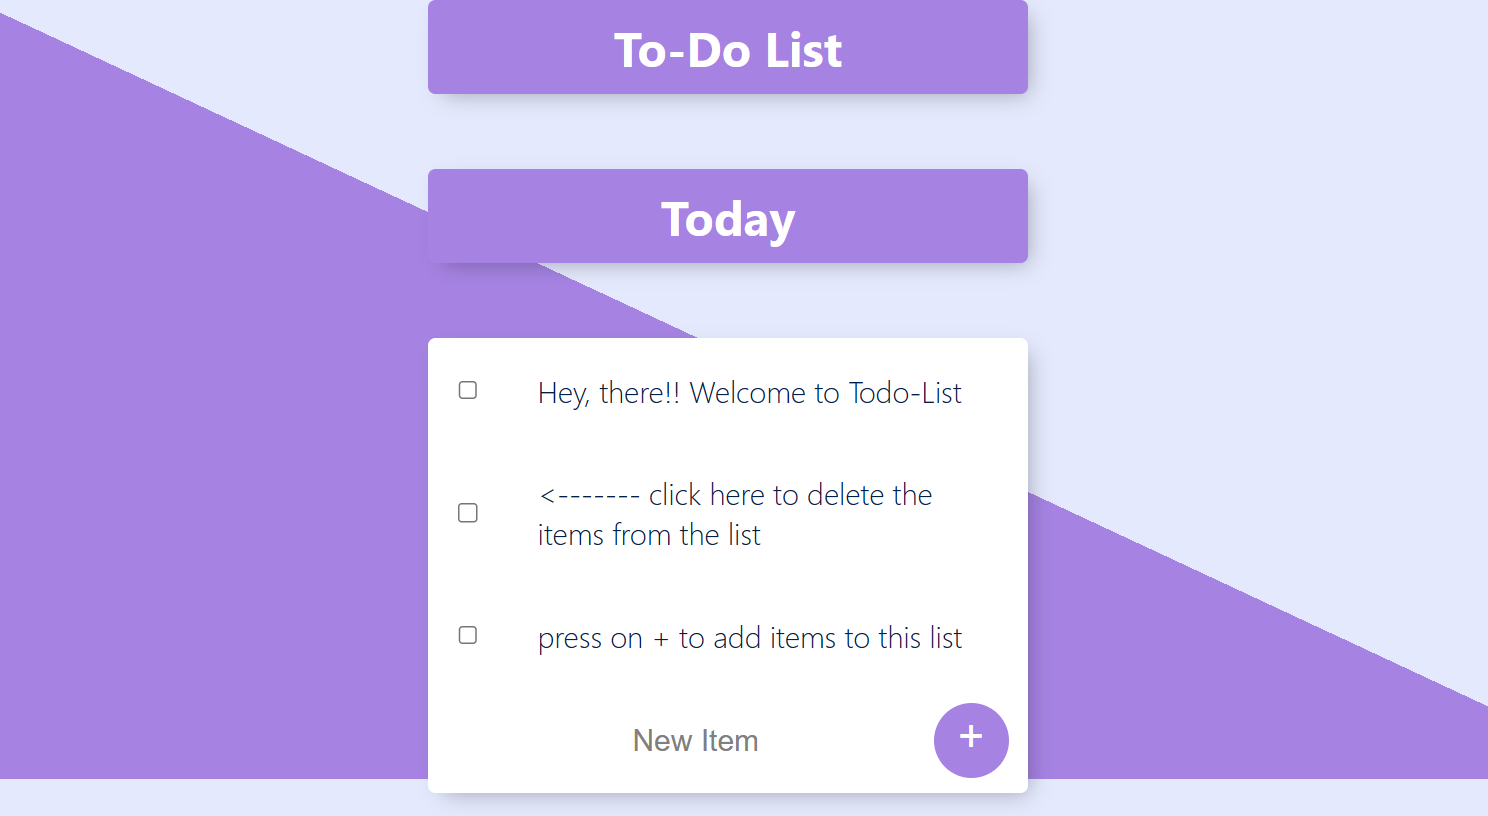 To-Do List
Today
Hey, there!! Welcome to Todo-List
<------- click here to delete the
items from the list
press on + to add items to this list
New Item
+